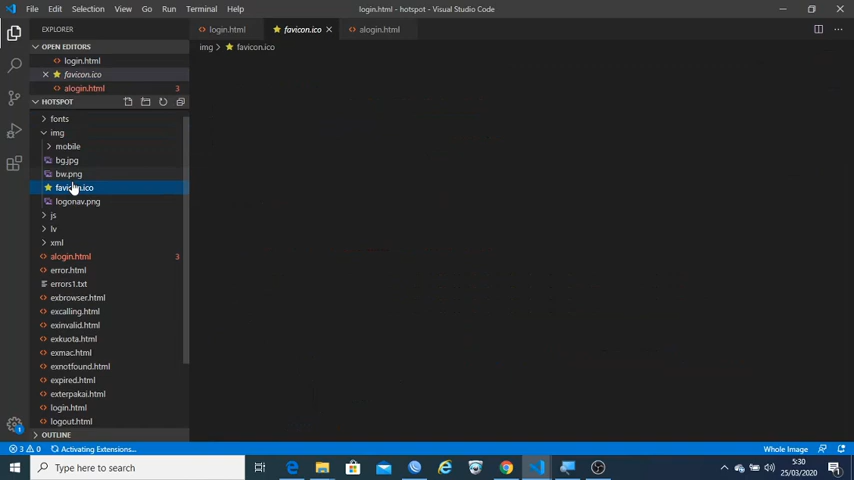 File Edit Selection View Go Run Terminal Help login.html - hotspot - Visual Studio Code
EXPLORER
OPEN EDITORS
login.html
favicon.ico
alogin.html 3
HOTSPOT
fonts
img
mobile
bg.jpg
bw.png
favicon.ico
logonav.png
js
lv
xml
alogin.html 3
error.html
errors1.txt
exbrowser.html
excalling.html
exinvalid.html
exkuota.html
exmac.html
exnotfound.html
expired.html
exterpakai.html
login.html
logout.html
OUTLINE
login.html favicon.ico alogin.html
img > favicon.ico
1
3 0 Activating Extensions... Whole Image
Type here to search
5:30
25/03/2020
1